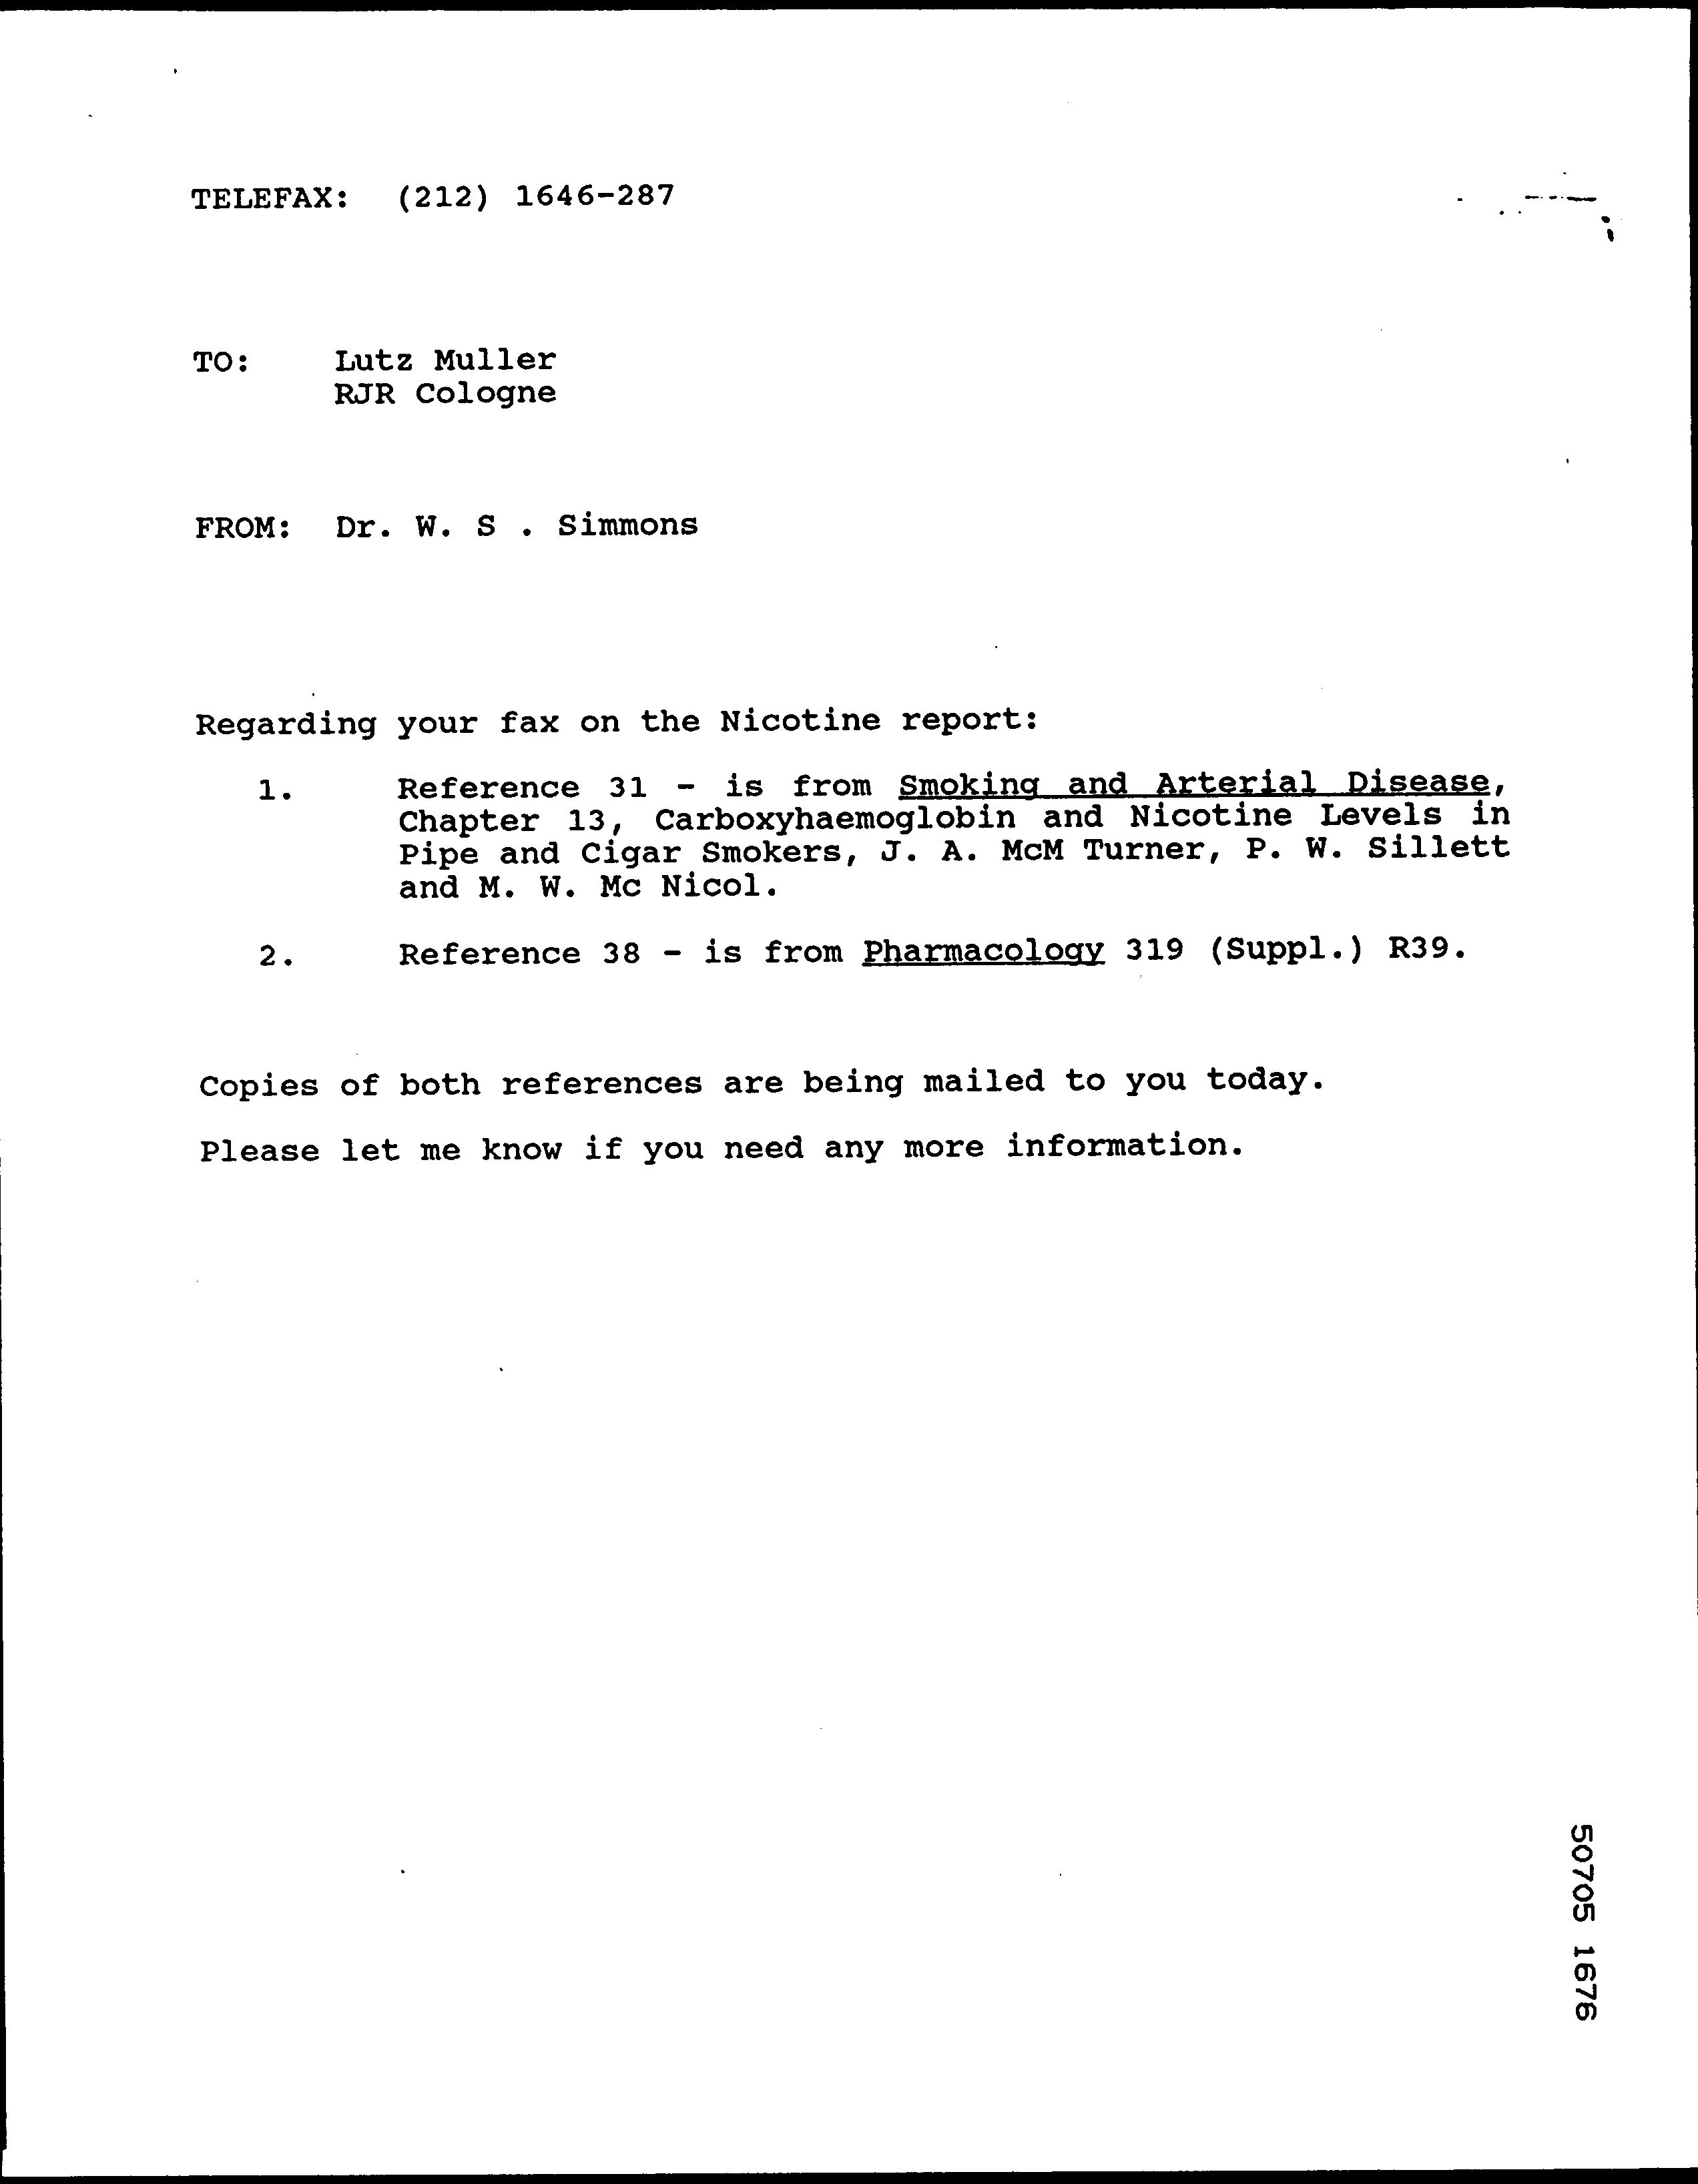 TELEFAX: (212) 1646-287
TO: Lutz Muller
RJR Cologne
FROM: Dr. W. S . Simmons
Regarding your fax on the Nicotine report:
1. Reference 31 - is from Smoking and Arterial Disease,
Chapter 13, Carboxyhaemoglobin and Nicotine Levels in
Pipe and Cigar Smokers, J. A. McM Turner, P. W. Sillett
and M. W. Mc Nicol.
2. Reference 38 - is from Pharmacology 319 (Suppl.) R39.
Copies of both references are being mailed to you today.
Please let me know if you need any more information.
50705 1676